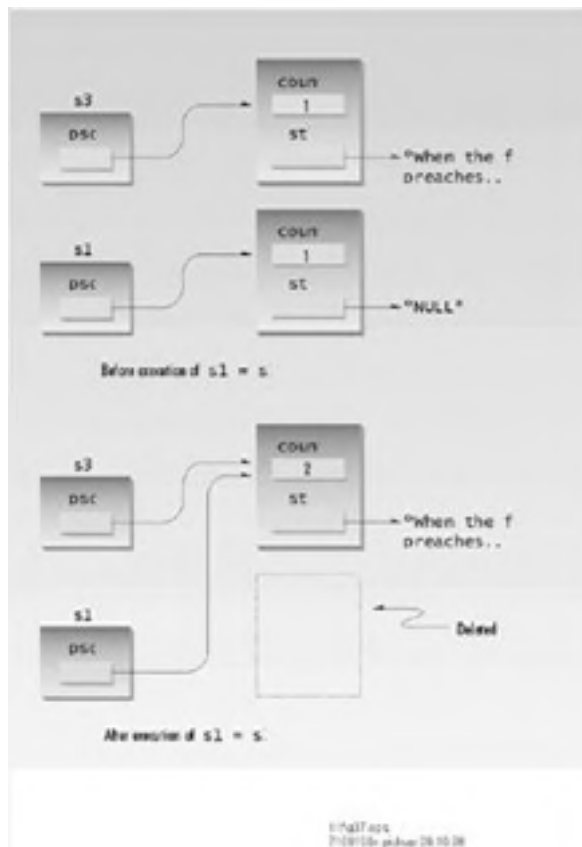 coun
s3
1
psc
st
"When the f
preaches..
coun
s1
1
psc
st
"NULL"
Before execution of s1 = s
coun
s3
2
psc
st
"When the f
preaches..
s1
Deleted
psc
After execution of s1 = s